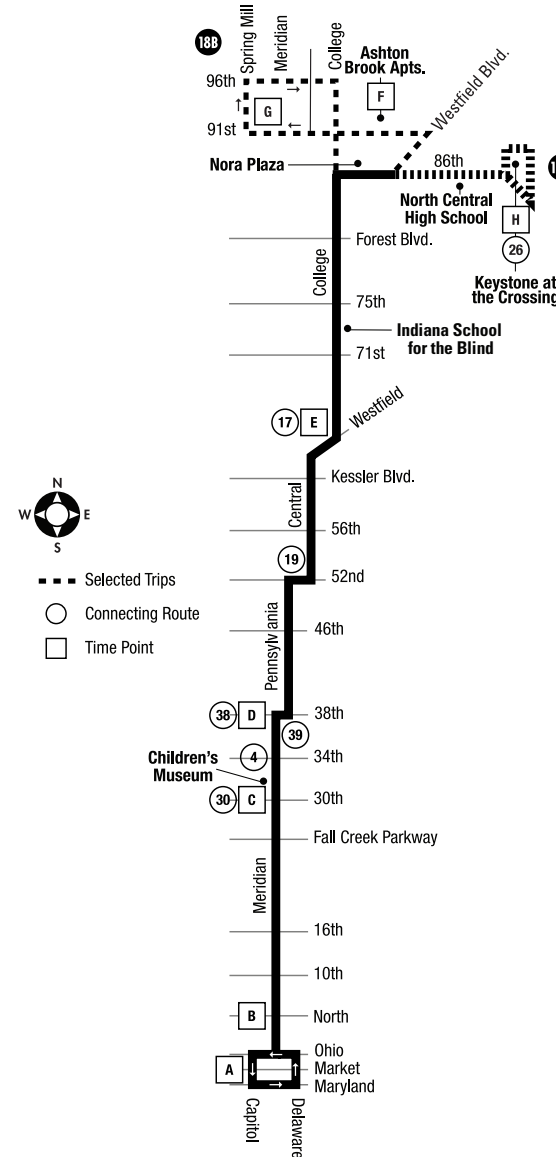 18B
Spring Mill
Meridian
College
Ashton
Brook Apts.
Westfield Blvd.
96th
F
G
91st
Nora Plaza
86th
North Central
High School
H
26
Keystone at
the Crossing
Forest Blvd.
College
75th
Indiana School
for the Blind
71st
17
E
Westfield
N
W
E
S
Kessler Blvd.
Central
56th
19
52nd
Selected Trips
Connecting Route
Time Point
46th
Pennsylvania
38
D
38th
39
Children's
Museum
4
34th
30
C
30th
Fall Creek Parkway
Meridian
16th
10th
B
North
Ohio
A
Market
Maryland
Capitol
Delaware